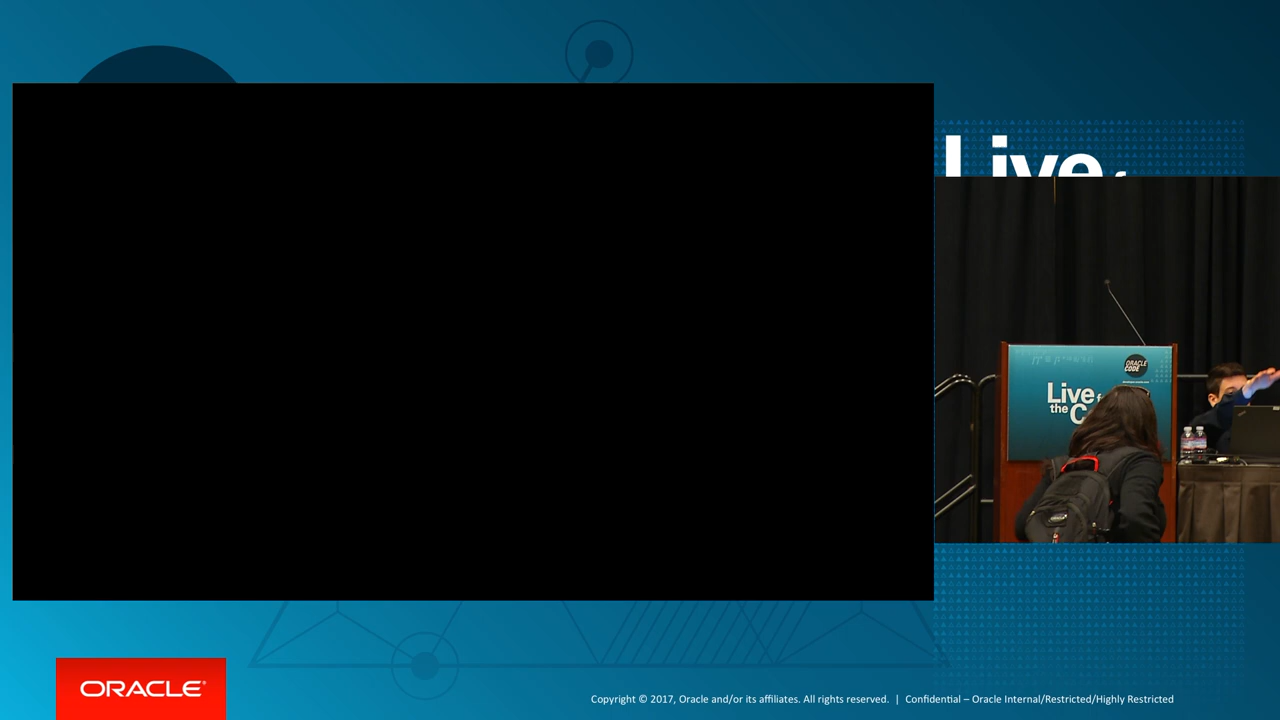 Live
ORACLE
CODE
Live
the C
ORACLE®
Copyright © 2017, Oracle and/or its affiliates. All rights reserved. | Confidential – Oracle Internal/Restricted/Highly Restricted